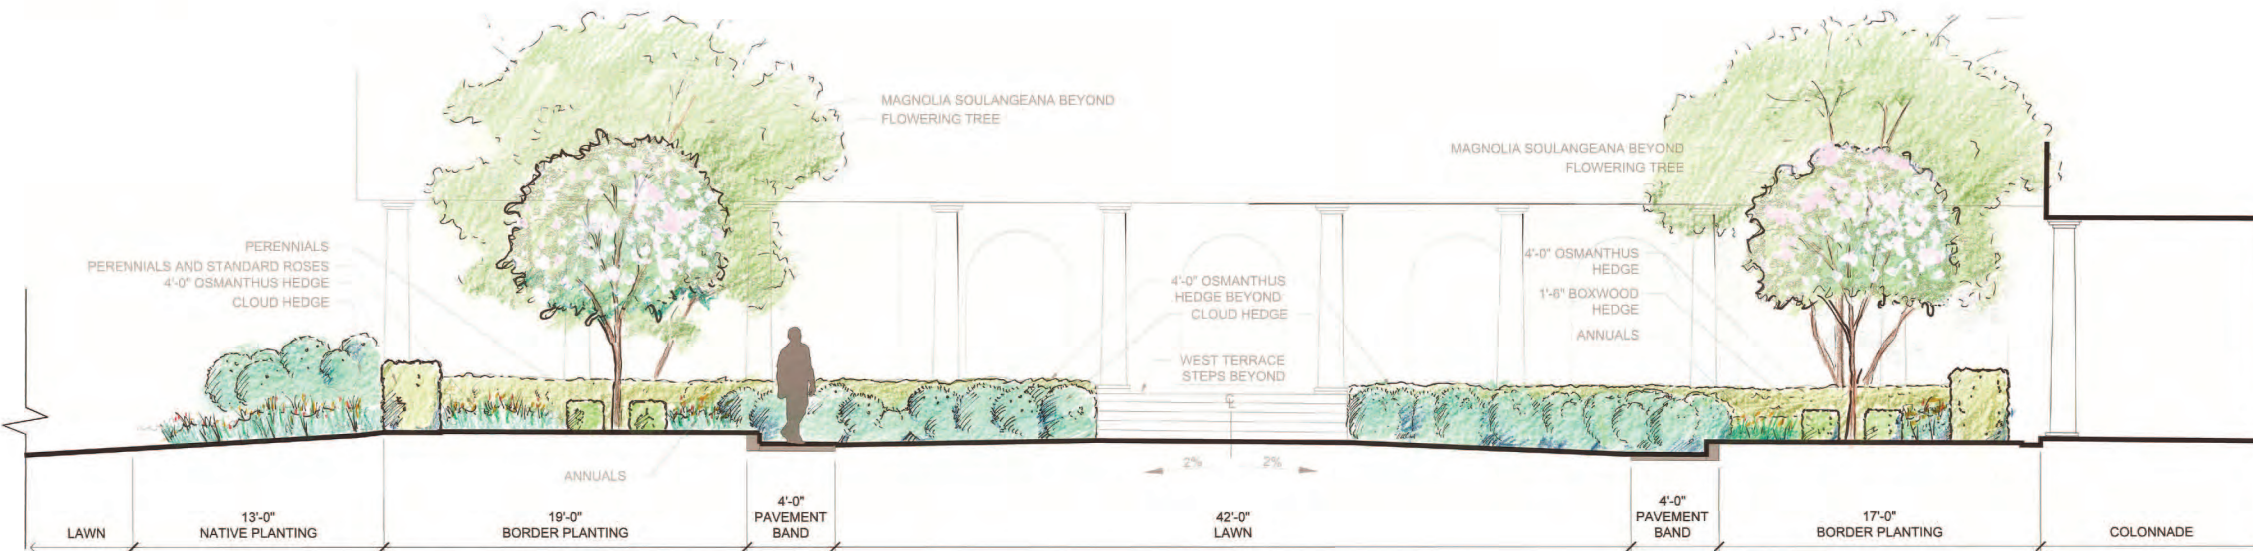 MAGNOLIA SOULANGEANA BEYOND
FLOWERING TREE
MAGNOLIA SOULANGEANA BEYOND
FLOWERING TREE
PERENNIALS
PERENNIALS AND STANDARD ROSES
4'-0" OSMANTHUS HEDGE
CLOUD HEDGE
4'-0" OSMANTHUS
HEDGE BEYOND
CLOUD HEDGE
WEST TERRACE
STEPS BEYOND
4'-0" OSMANTHUS
HEDGE
1'-6" BOXWOOD
HEDGE
ANNUALS
ANNUALS
℄
2% 2%
LAWN
13'-0"
NATIVE PLANTING
19'-0"
BORDER PLANTING
4'-0"
PAVEMENT
BAND
42'-0"
LAWN
4'-0"
PAVEMENT
BAND
17'-0"
BORDER PLANTING
COLONNADE